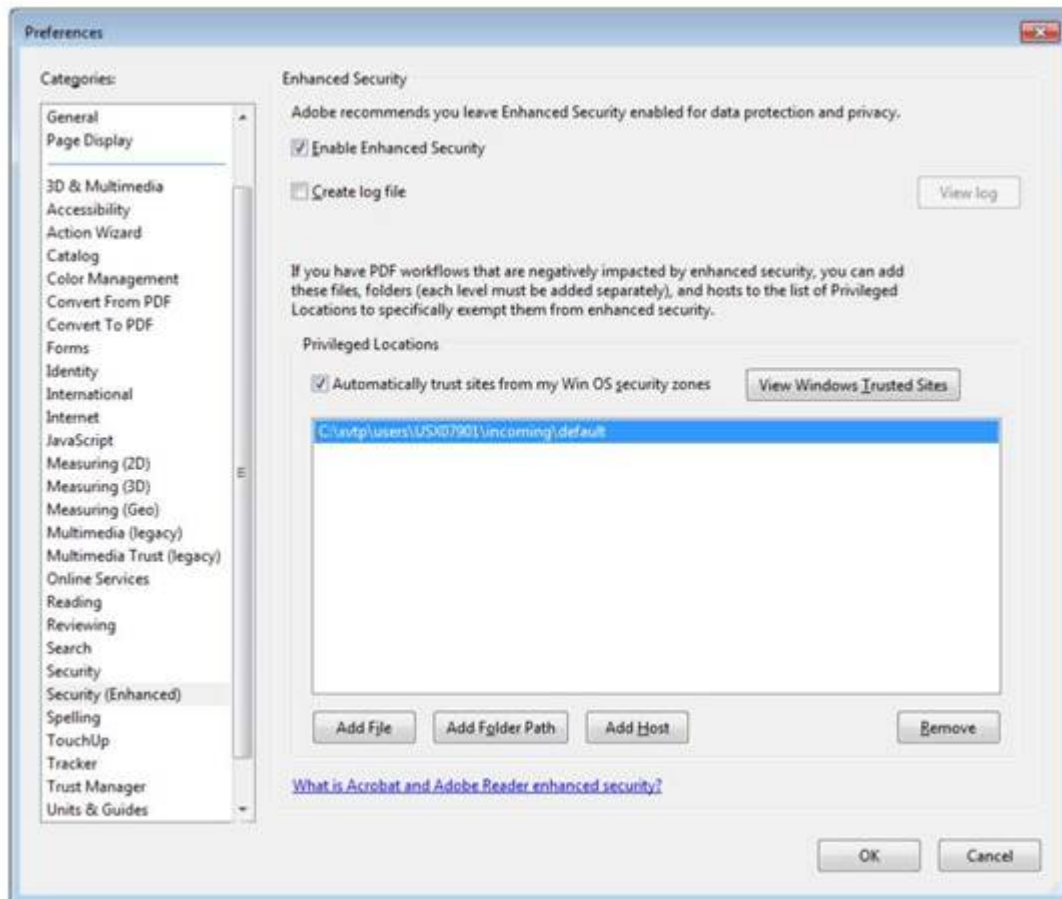 Preferences
Categories:
General
Page Display
3D & Multimedia
Accessibility
Action Wizard
Catalog
Color Management
Convert From PDF
Convert To PDF
Forms
Identity
International
Internet
JavaScript
Measuring (2D)
Measuring (3D)
Measuring (Geo)
Multimedia (legacy)
Multimedia Trust (legacy)
Online Services
Reading
Reviewing
Search
Security
Security (Enhanced)
Spelling
TouchUp
Tracker
Trust Manager
Units & Guides
Enhanced Security
Adobe recommends you leave Enhanced Security enabled for data protection and privacy.
Enable Enhanced Security
Create log file
View log
If you have PDF workflows that are negatively impacted by enhanced security, you can add
these files, folders (each level must be added separately), and hosts to the list of Privileged
Locations to specifically exempt them from enhanced security.
Privileged Locations
Automatically trust sites from my Win OS security zones
View Windows Trusted Sites
C:\svtp\users\USX07901\incoming\default
Add File
Add Folder Path
Add Host
Remove
What is Acrobat and Adobe Reader enhanced security?
OK
Cancel